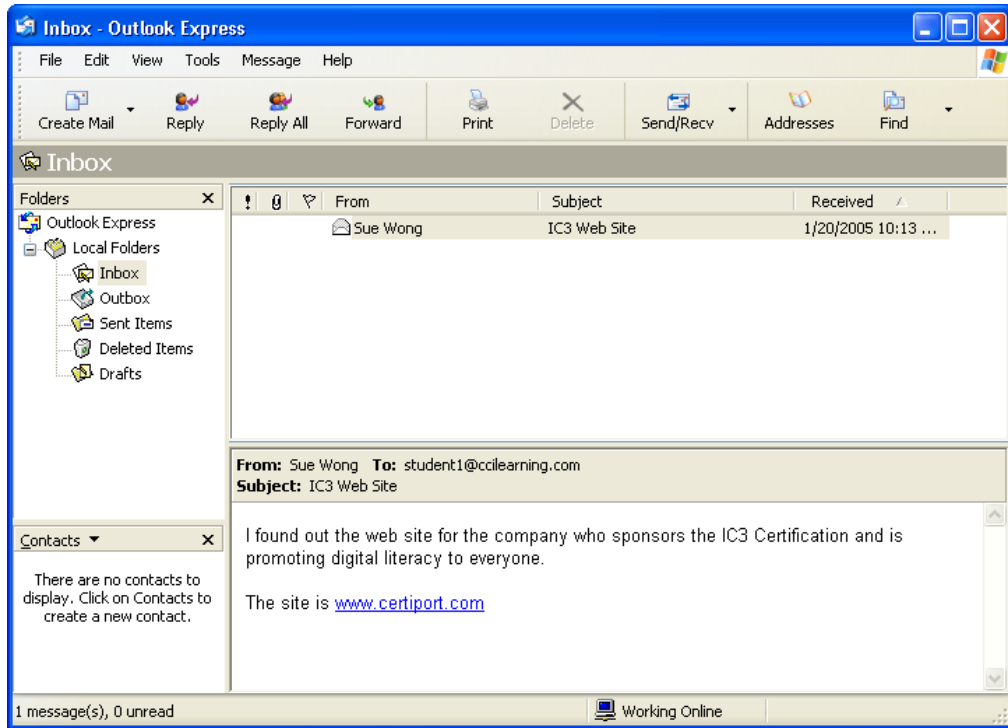 Inbox - Outlook Express
File Edit View Tools Message Help
Create Mail Reply Reply All Forward Print Delete Send/Recv Addresses Find
Inbox
Folders
Outlook Express
Local Folders
Inbox
Outbox
Sent Items
Deleted Items
Drafts
! From Subject Received
Sue Wong IC3 Web Site 1/20/2005 10:13 ...
From: Sue Wong To: student1@ccilearning.com
Subject: IC3 Web Site
I found out the web site for the company who sponsors the IC3 Certification and is
promoting digital literacy to everyone.
The site is www.certiport.com
Contacts
There are no contacts to
display. Click on Contacts to
create a new contact.
1 message(s), 0 unread Working Online